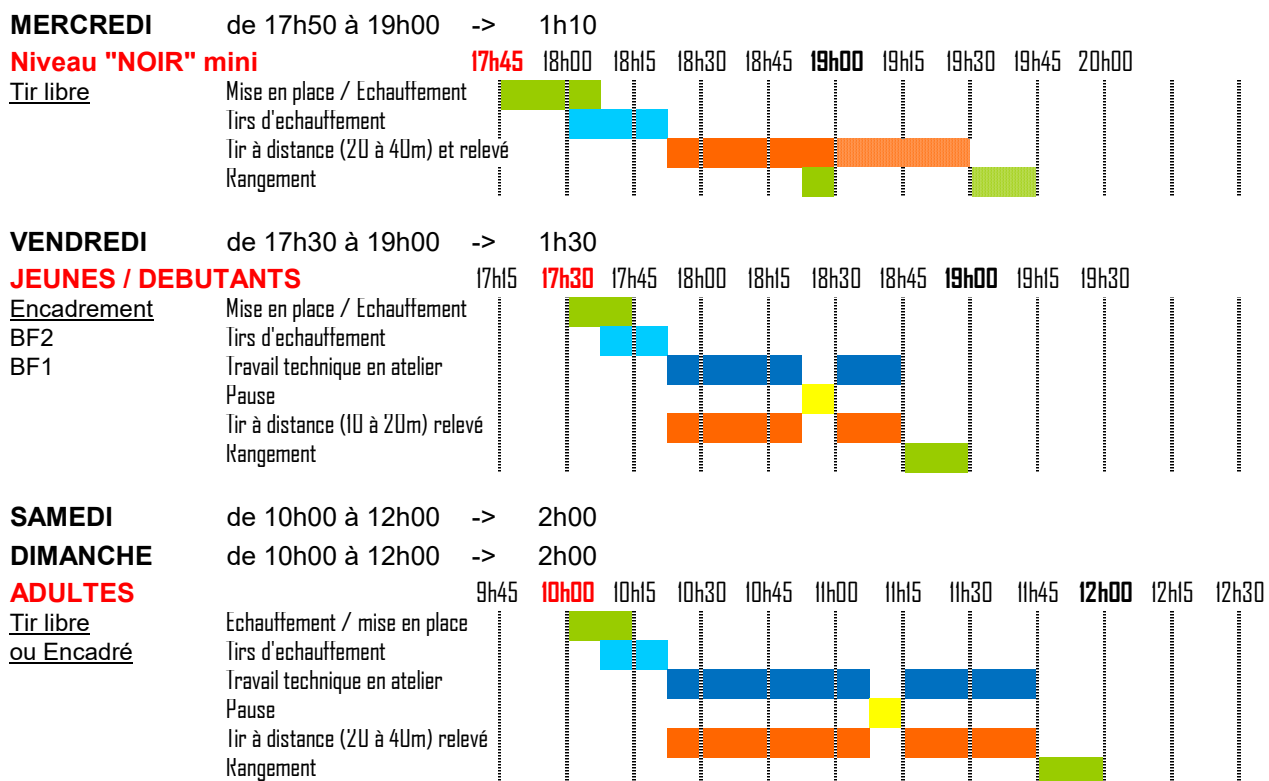 MERCREDI de 17h50 à 19h00 -> 1h10
Niveau "NOIR" mini 17h45 18h00 18h15 18h30 18h45 19h00 19h15 19h30 19h45 20h00
Tir libre Mise en place / Echauffement
Tirs d'echauffement
Tir à distance (20 à 40m) et relevé
Rangement
VENDREDI de 17h30 à 19h00 -> 1h30
JEUNES / DEBUTANTS 17h15 17h30 17h45 18h00 18h15 18h30 18h45 19h00 19h15 19h30
Encadrement Mise en place / Echauffement
BF2 Tirs d'echauffement
BF1 Travail technique en atelier
Pause
Tir à distance (10 à 20m) relevé
Rangement
SAMEDI de 10h00 à 12h00 -> 2h00
DIMANCHE de 10h00 à 12h00 -> 2h00
ADULTES 9h45 10h00 10h15 10h30 10h45 11h00 11h15 11h30 11h45 12h00 12h15 12h30
Tir libre Echauffement / mise en place
ou Encadré Tirs d'echauffement
Travail technique en atelier
Pause
Tir à distance (20 à 40m) relevé
Rangement